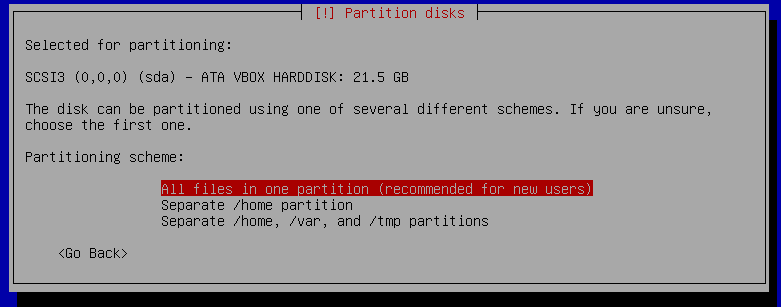 [!] Partition disks
Selected for partitioning:
SCSI3 (0,0,0) (sda) - ATA VBOX HARDDISK: 21.5 GB
The disk can be partitioned using one of several different schemes. If you are unsure,
choose the first one.
Partitioning scheme:
All files in one partition (recommended for new users)
Separate /home partition
Separate /home, /var, and /tmp partitions
<Go Back>